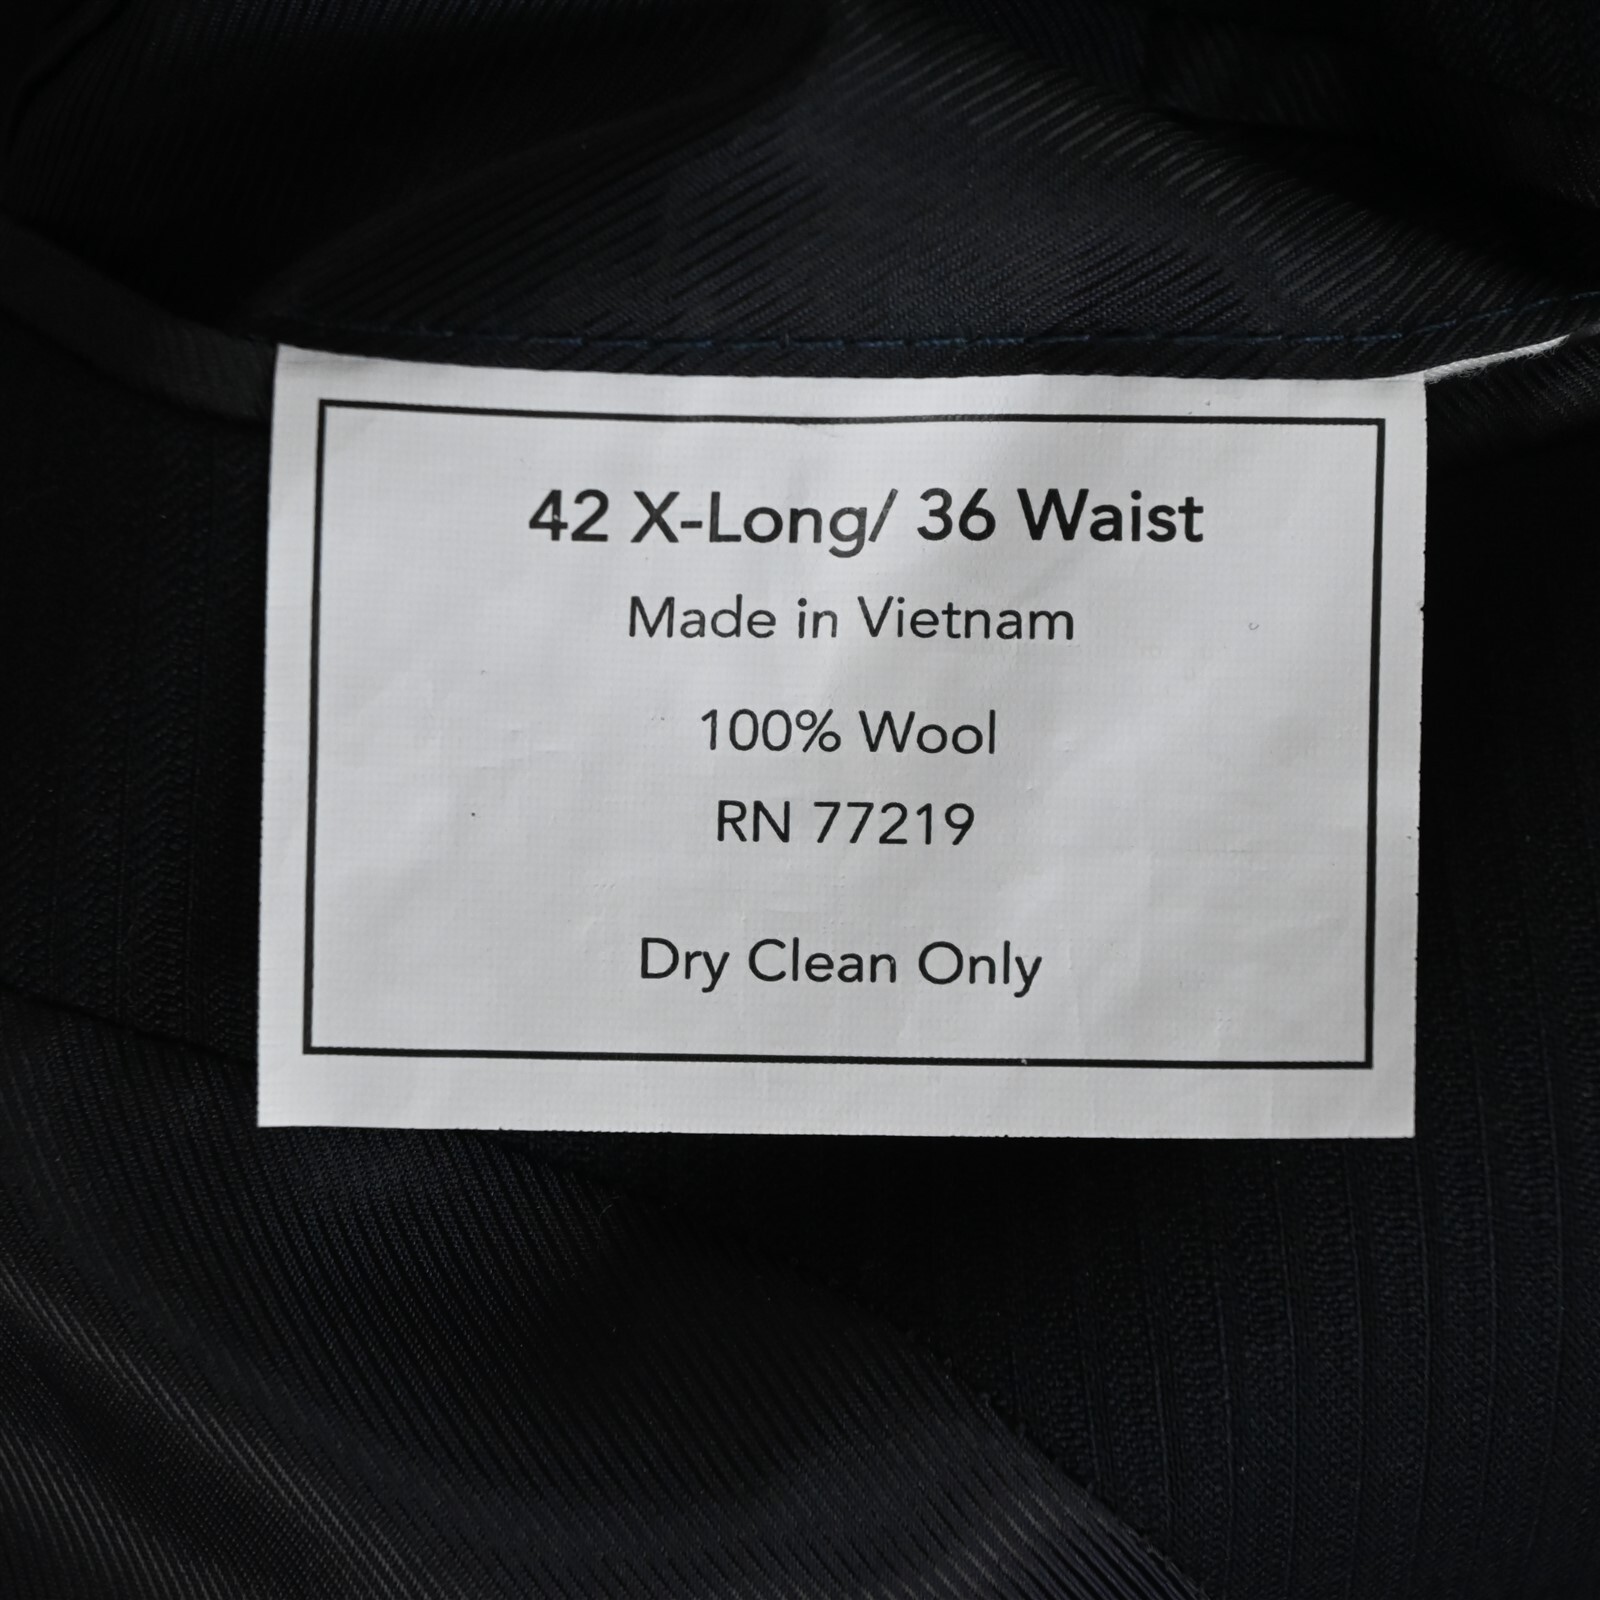 42 X-Long/ 36 Waist
Made in Vietnam
100% Wool
RN 77219
Dry Clean Only